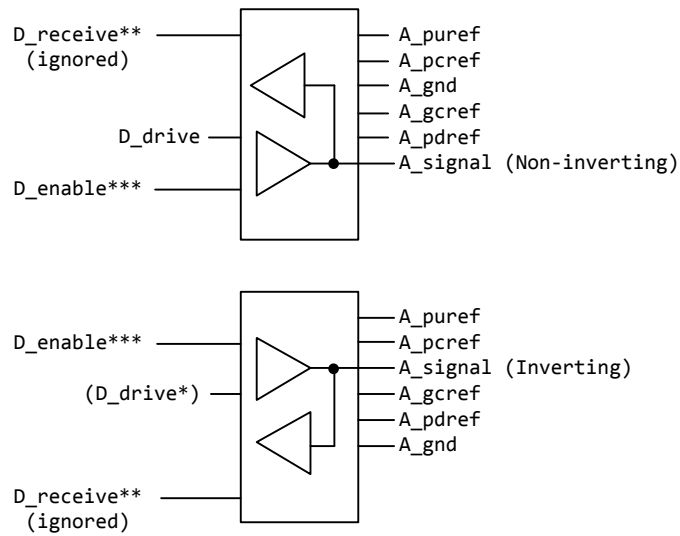 D_receive** A_puref
(ignored) A_pcref
A_gnd
A_gcref
D_drive A_pdref
A_signal (Non-inverting)
D_enable***
A_puref
D_enable*** A_pcref
A_signal (Inverting)
(D_drive*) A_gcref
A_pdref
A_gnd
D_receive**
(ignored)